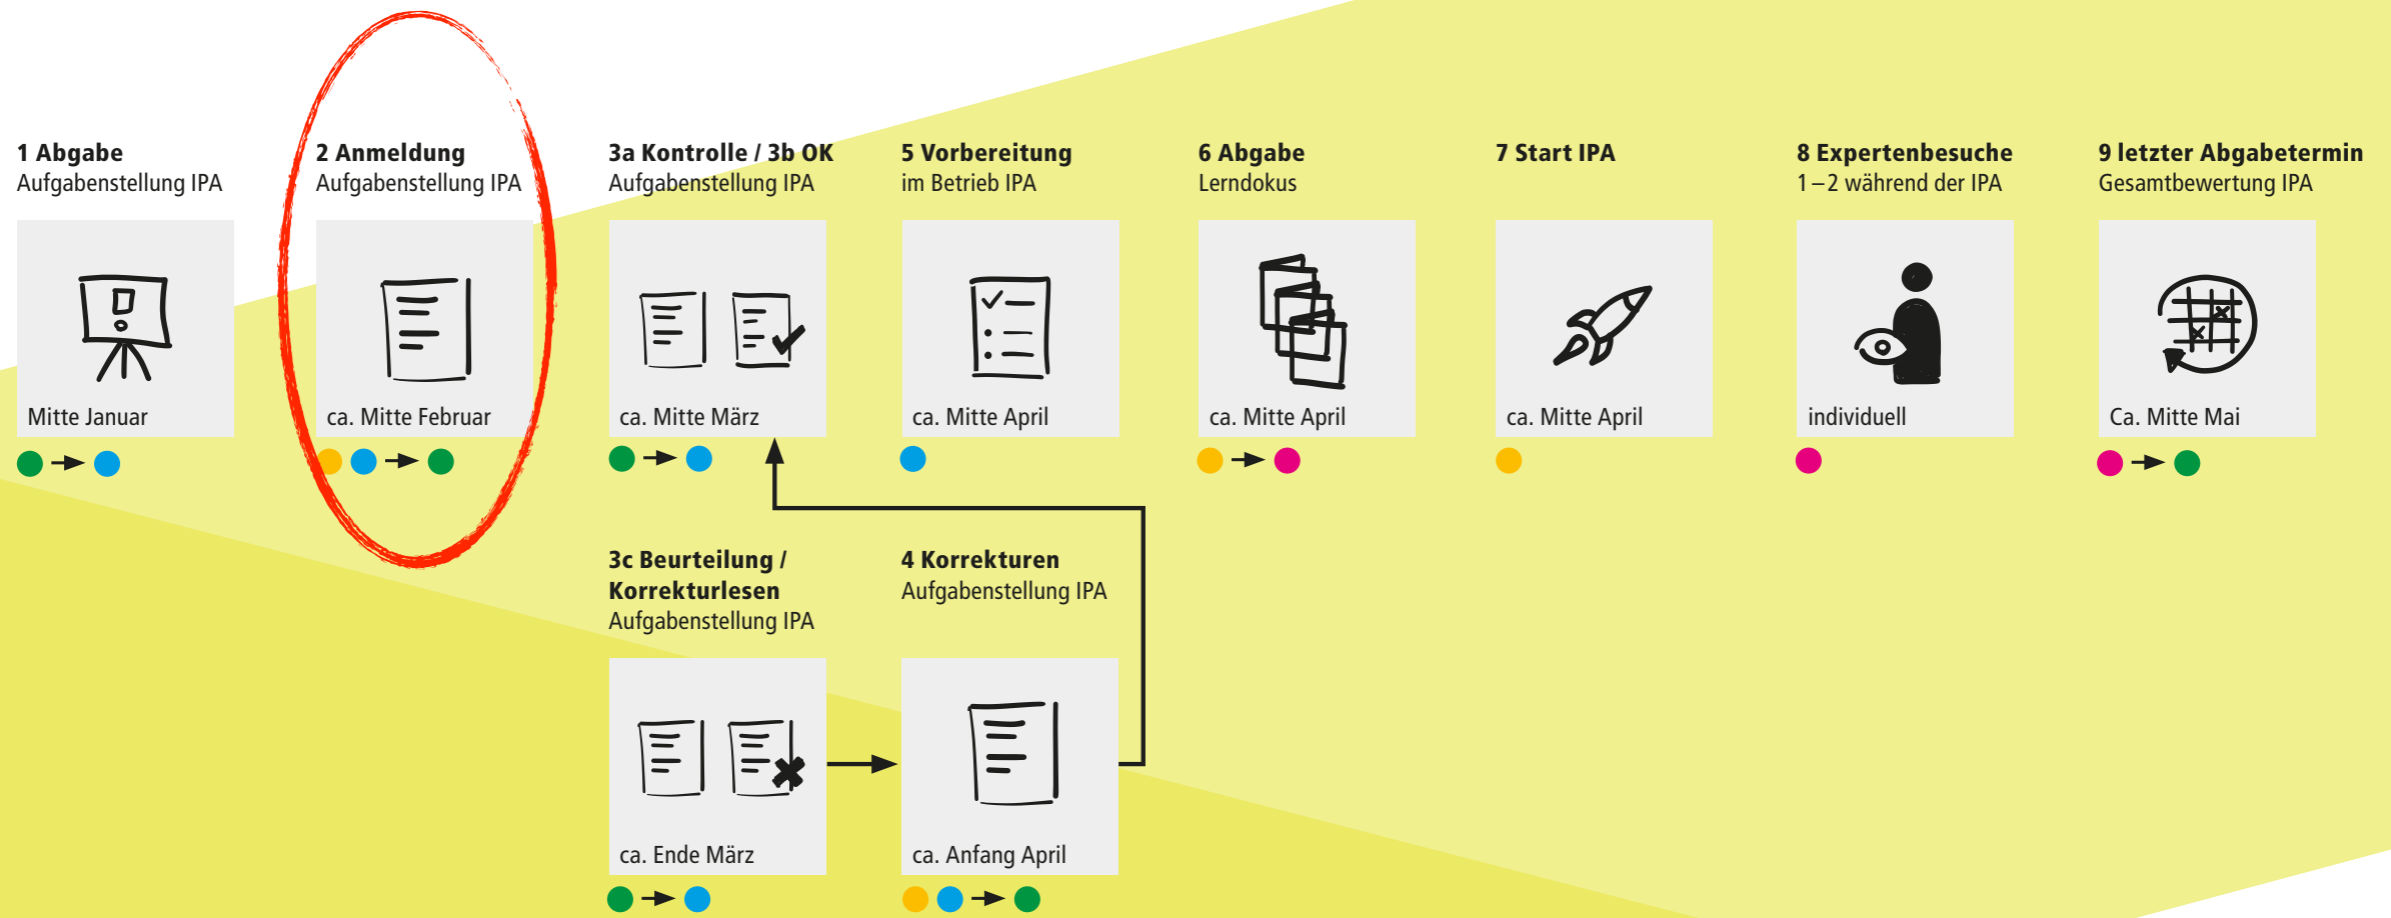 1 Abgabe
Aufgabenstellung IPA
Mitte Januar
2 Anmeldung
Aufgabenstellung IPA
ca. Mitte Februar
3a Kontrolle / 3b OK
Aufgabenstellung IPA
ca. Mitte März
5 Vorbereitung
im Betrieb IPA
ca. Mitte April
6 Abgabe
Lerndokus
ca. Mitte April
7 Start IPA
ca. Mitte April
8 Expertenbesuche
1–2 während der IPA
individuell
9 letzter Abgabetermin
Gesamtbewertung IPA
Ca. Mitte Mai
3c Beurteilung /
Korrekturlesen
Aufgabenstellung IPA
ca. Ende März
4 Korrekturen
Aufgabenstellung IPA
ca. Anfang April